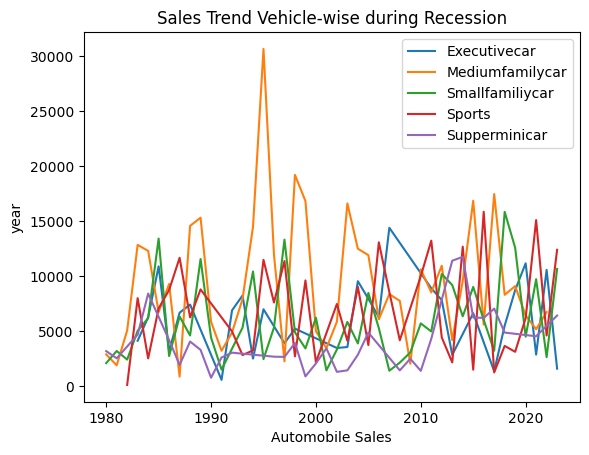 Sales Trend Vehicle-wise during Recession
Executivecar
Mediumfamilycar
Smallfamiliycar
Sports
Supperminicar
30000
25000
20000
15000
10000
5000
0
year
1980
1990
2000
2010
2020
Automobile Sales